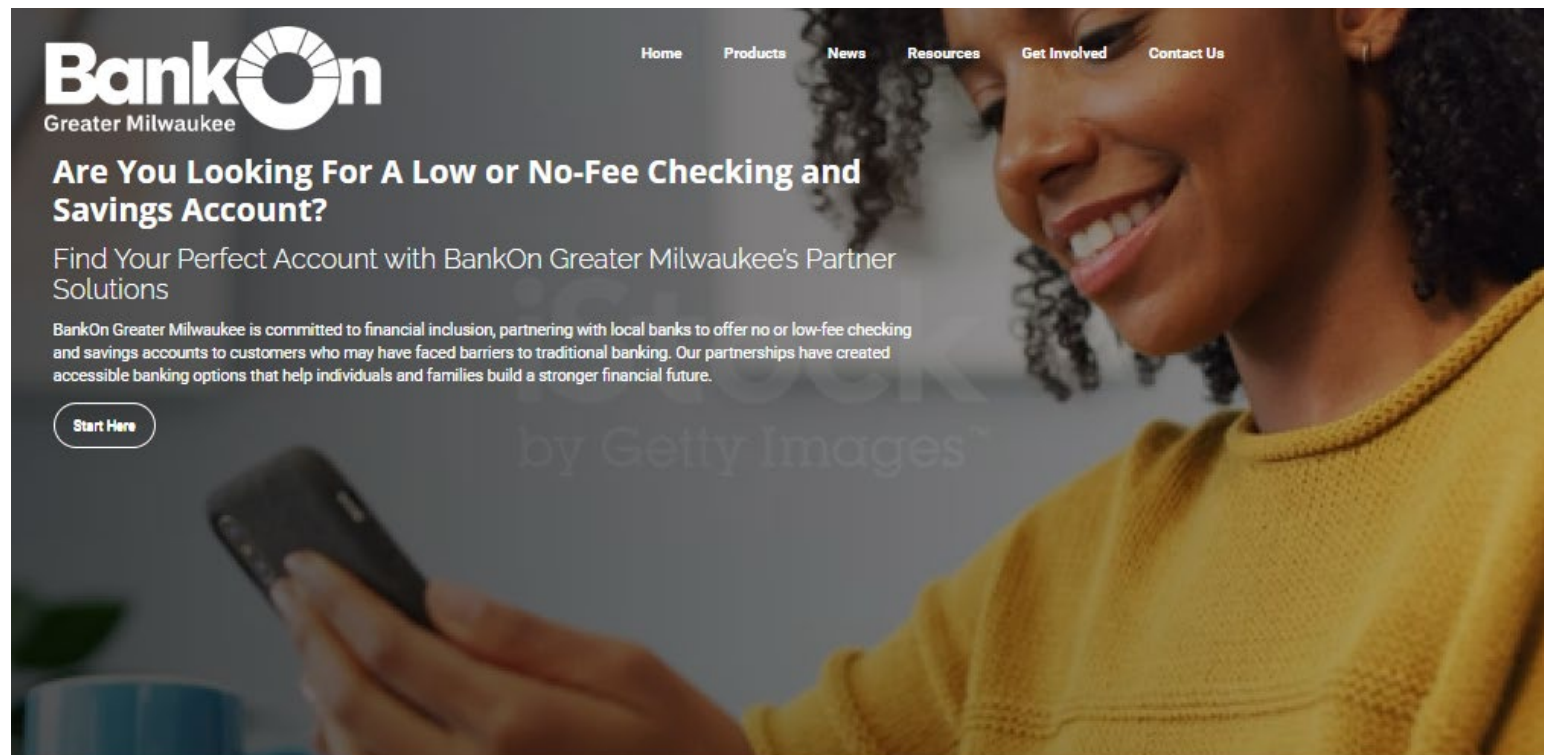 BankOn
Greater Milwaukee
Home Products News Resources Get Involved Contact Us
Are You Looking For A Low or No-Fee Checking and
Savings Account?
Find Your Perfect Account with BankOn Greater Milwaukee's Partner
Solutions
BankOn Greater Milwaukee is committed to financial inclusion, partnering with local banks to offer no or low-fee checking
and savings accounts to customers who may have faced barriers to traditional banking. Our partnerships have created
accessible banking options that help individuals and families build a stronger financial future.
Start Here
iStock
by Getty Images™